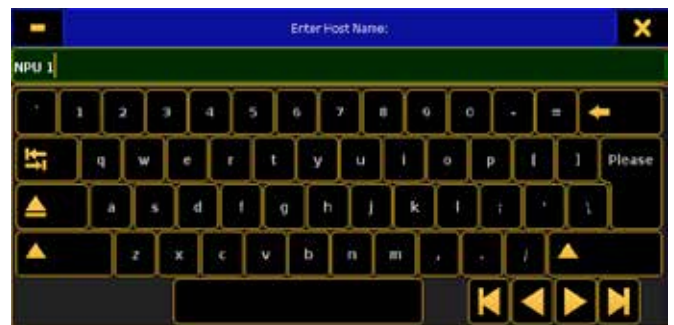 Enter Host Name:
NPU 1
` 1 2 3 4 5 6 7 8 9 0 - =
q w e r t y u i o p [ ] Please
a s d f g h j k l ; ' \
z x c v b n m , . /